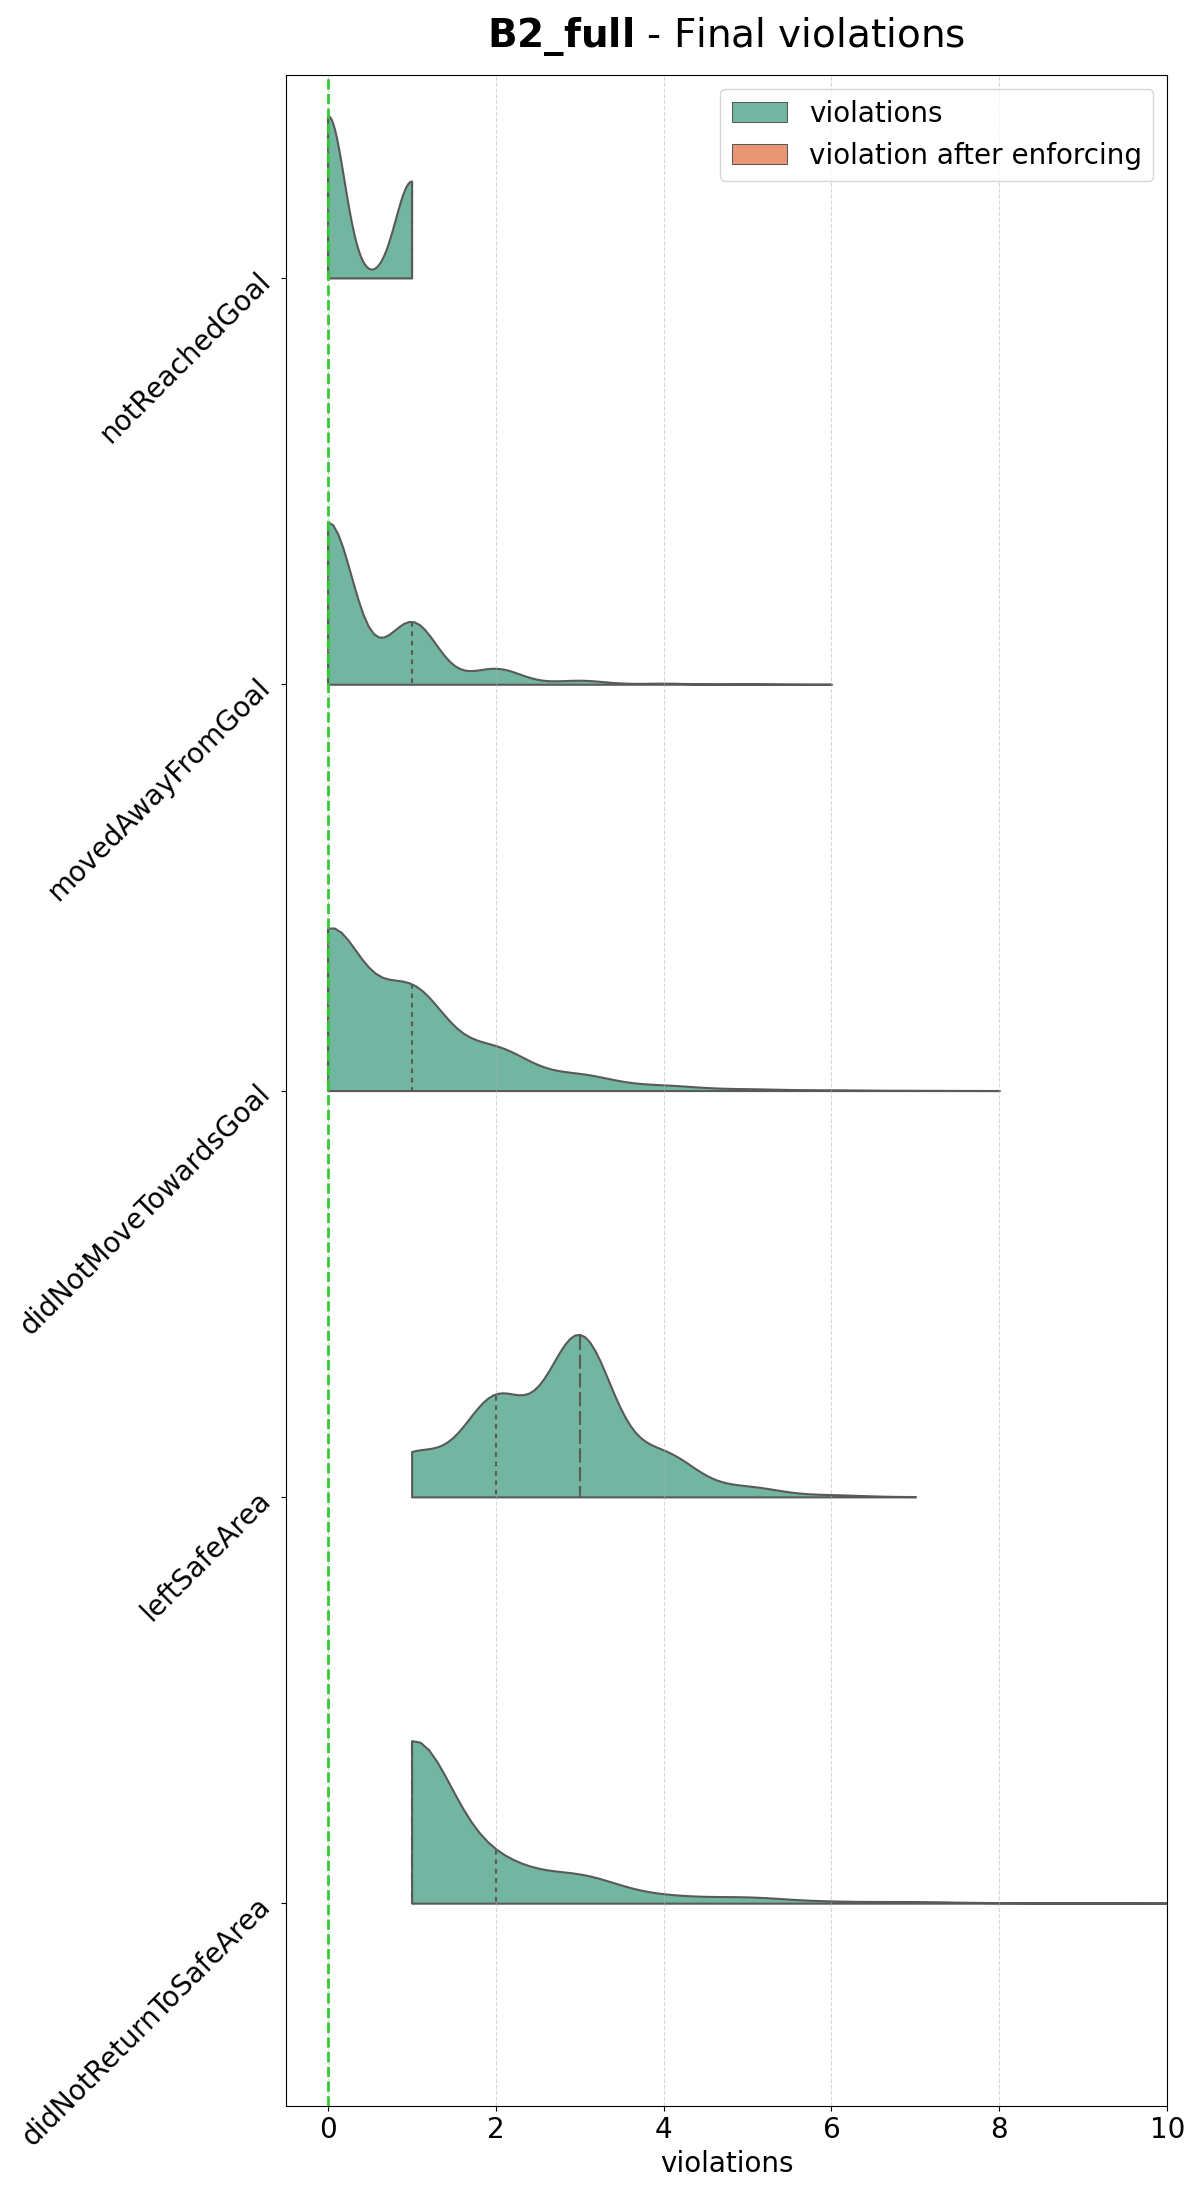 B2_full - Final violations
violations
violation after enforcing
notReachedGoal
movedAwayFromGoal
didNotMoveTowardsGoal
leftSafeArea
didNotReturnToSafeArea
0 2 4 6 8 10
violations